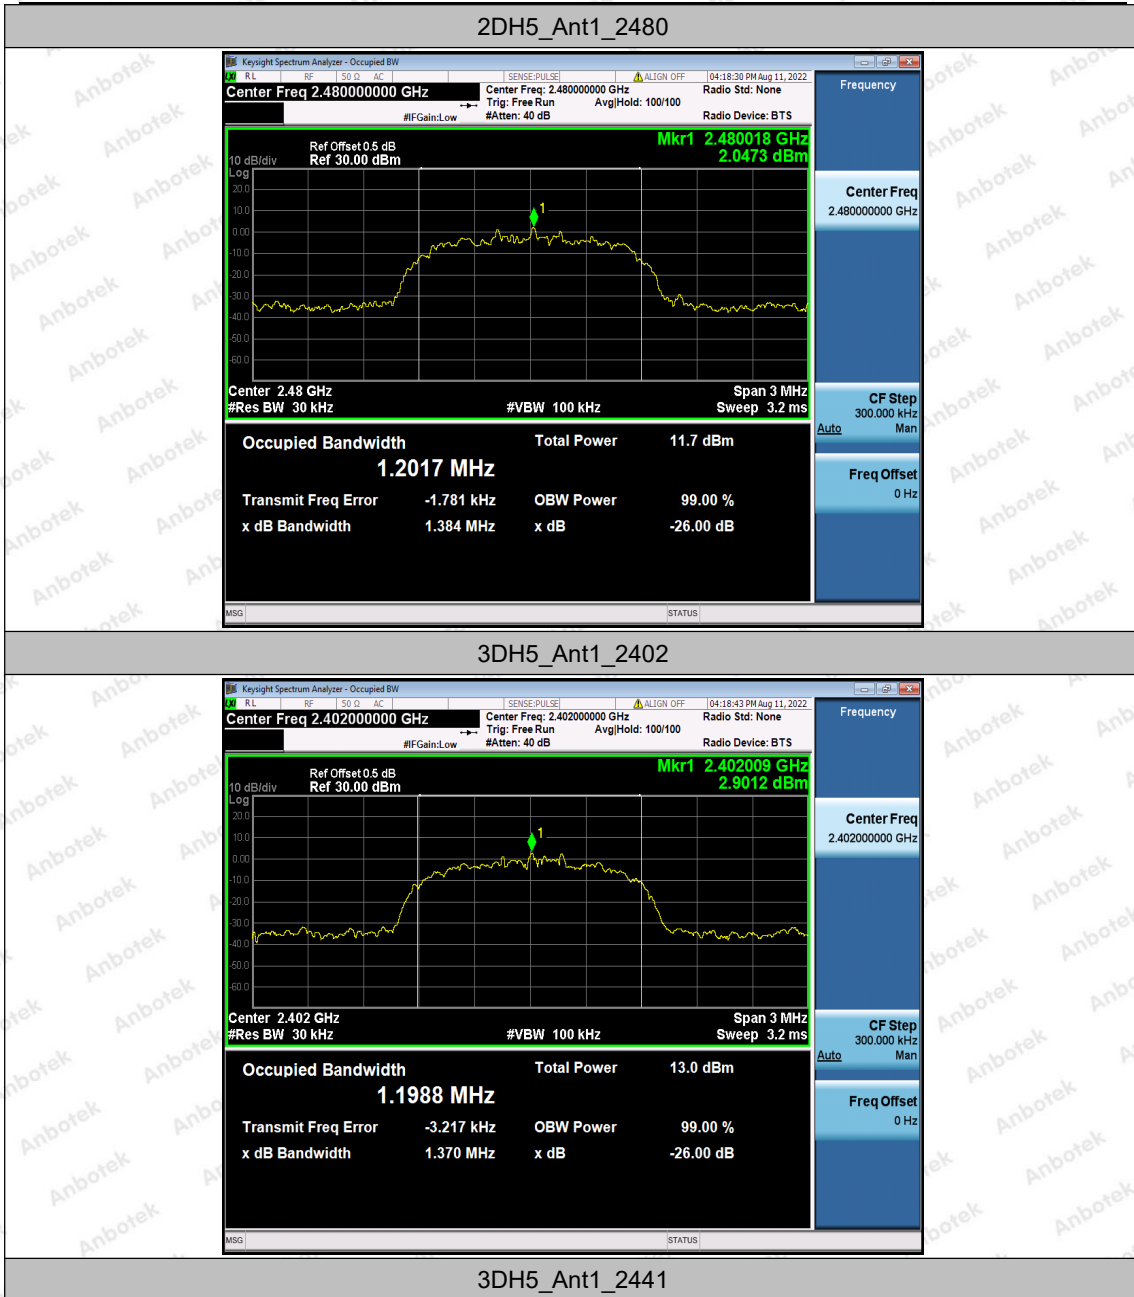 2DH5_Ant1_2480
Keysight Spectrum Analyzer - Occupied BW
LXI RL RF 50 Ω AC SENSE:PULSE ALIGN OFF 04:18:30 PM Aug 11, 2022
Center Freq 2.480000000 GHz
Center Freq: 2.480000000 GHz Radio Std: None
Trig: Free Run Avg|Hold: 100/100
#IFGain:Low #Atten: 40 dB Radio Device: BTS
Frequency
Mkr1 2.480018 GHz
2.0473 dBm
Ref Offset 0.5 dB
10 dB/div Ref 30.00 dBm
Log
20.0
10.0
0.00
-10.0
-20.0
-30.0
-40.0
-50.0
-60.0
1
Center Freq
2.480000000 GHz
Center 2.48 GHz Span 3 MHz
#Res BW 30 kHz #VBW 100 kHz Sweep 3.2 ms
CF Step
300.000 kHz
Auto Man
Occupied Bandwidth Total Power 11.7 dBm
1.2017 MHz
Transmit Freq Error -1.781 kHz OBW Power 99.00 %
x dB Bandwidth 1.384 MHz x dB -26.00 dB
Freq Offset
0 Hz
MSG STATUS
3DH5_Ant1_2402
Keysight Spectrum Analyzer - Occupied BW
LXI RL RF 50 Ω AC SENSE:PULSE ALIGN OFF 04:18:43 PM Aug 11, 2022
Center Freq 2.402000000 GHz
Center Freq: 2.402000000 GHz Radio Std: None
Trig: Free Run Avg|Hold: 100/100
#IFGain:Low #Atten: 40 dB Radio Device: BTS
Frequency
Mkr1 2.402009 GHz
2.9012 dBm
Ref Offset 0.5 dB
10 dB/div Ref 30.00 dBm
Log
20.0
10.0
0.00
-10.0
-20.0
-30.0
-40.0
-50.0
-60.0
1
Center Freq
2.402000000 GHz
Center 2.402 GHz Span 3 MHz
#Res BW 30 kHz #VBW 100 kHz Sweep 3.2 ms
CF Step
300.000 kHz
Auto Man
Occupied Bandwidth Total Power 13.0 dBm
1.1988 MHz
Transmit Freq Error -3.217 kHz OBW Power 99.00 %
x dB Bandwidth 1.370 MHz x dB -26.00 dB
Freq Offset
0 Hz
MSG STATUS
3DH5_Ant1_2441
Anbotek